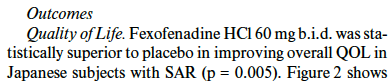 Outcomes
Quality of Life. Fexofenadine HCl 60 mg b.i.d. was sta-
tistically superior to placebo in improving overall QOL in
Japanese subjects with SAR (p = 0.005). Figure 2 shows